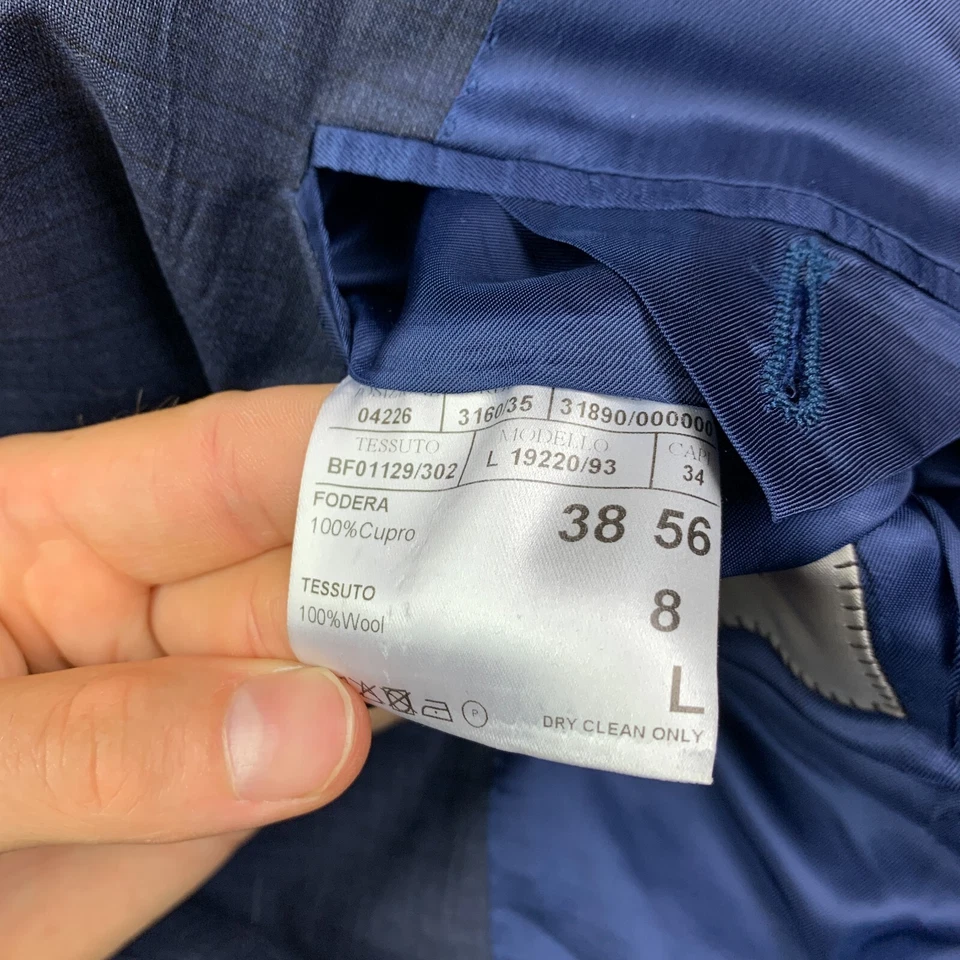 04226 3160/35 31890/000000
TESSUTO MODELLO CAPI
BF01129/302 L 19220/93 34
FODERA
100%Cupro
38 56
TESSUTO
100%Wool
8
L
P
DRY CLEAN ONLY